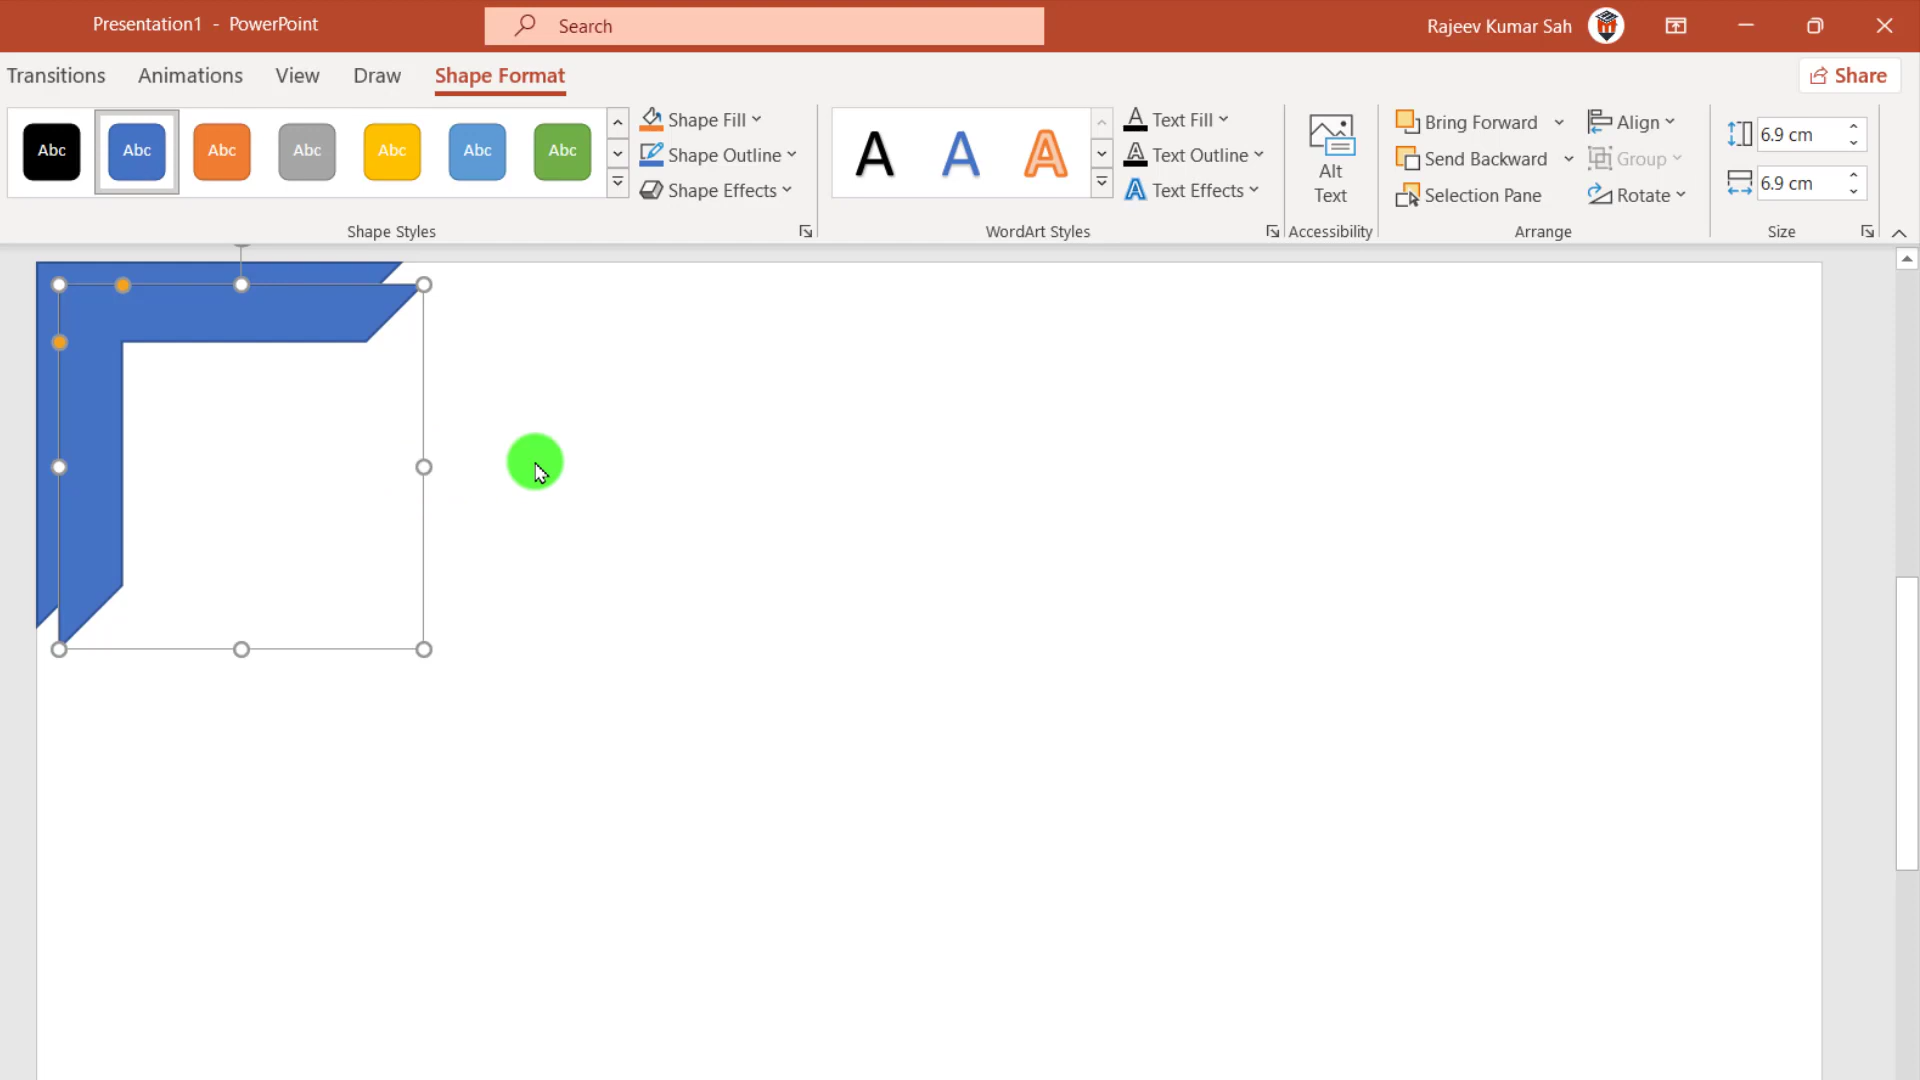 Presentation1 - PowerPoint
Search
Rajeev Kumar Sah
Transitions Animations View Draw Shape Format
Share
Abc Abc Abc Abc Abc Abc Abc
Shape Fill
Shape Outline
Shape Effects
Shape Styles
A A A
Text Fill
Text Outline
Text Effects
WordArt Styles
Alt
Text
Accessibility
Bring Forward
Send Backward
Selection Pane
Align
Group
Rotate
Arrange
6.9 cm
6.9 cm
Size